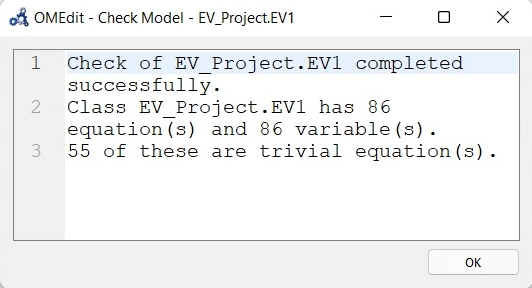 OMEdit - Check Model - EV_Project.EV1
1 Check of EV_Project.EV1 completed
successfully.
2 Class EV_Project.EV1 has 86
equation(s) and 86 variable(s).
3 55 of these are trivial equation(s).
OK